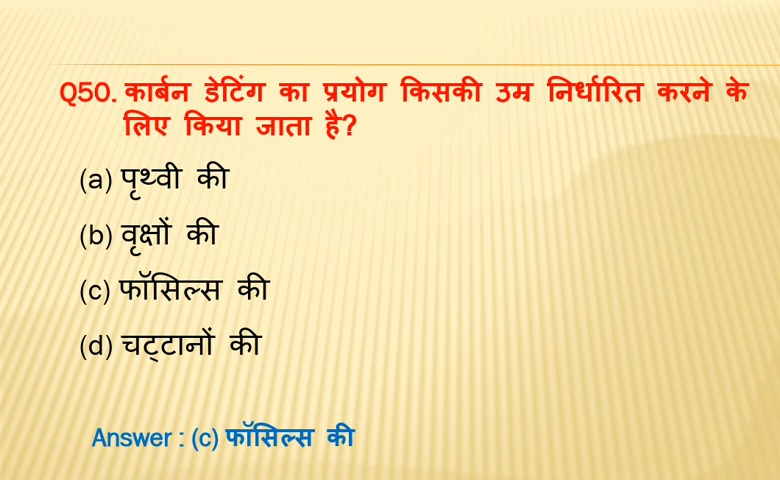 Q50. कार्बन डेटिंग का प्रयोग किसकी उम्र निर्धारित करने के
लिए किया जाता है?
(a) पृथ्वी की
(b) वृक्षों की
(c) फॉसिल्स की
(d) चट्टानों की
Answer : (c) फॉसिल्स की